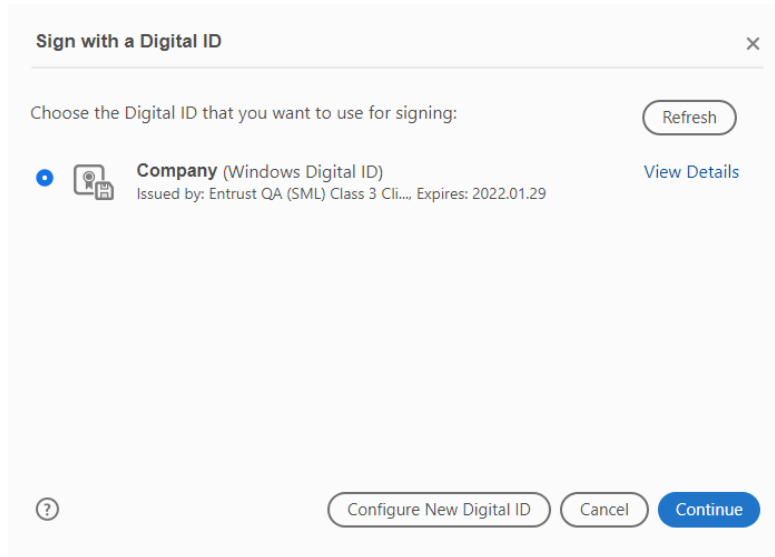 Sign with a Digital ID
Choose the Digital ID that you want to use for signing:
Refresh
Company (Windows Digital ID)
View Details
Issued by: Entrust QA (SML) Class 3 Cli..., Expires: 2022.01.29
?
Configure New Digital ID
Cancel
Continue